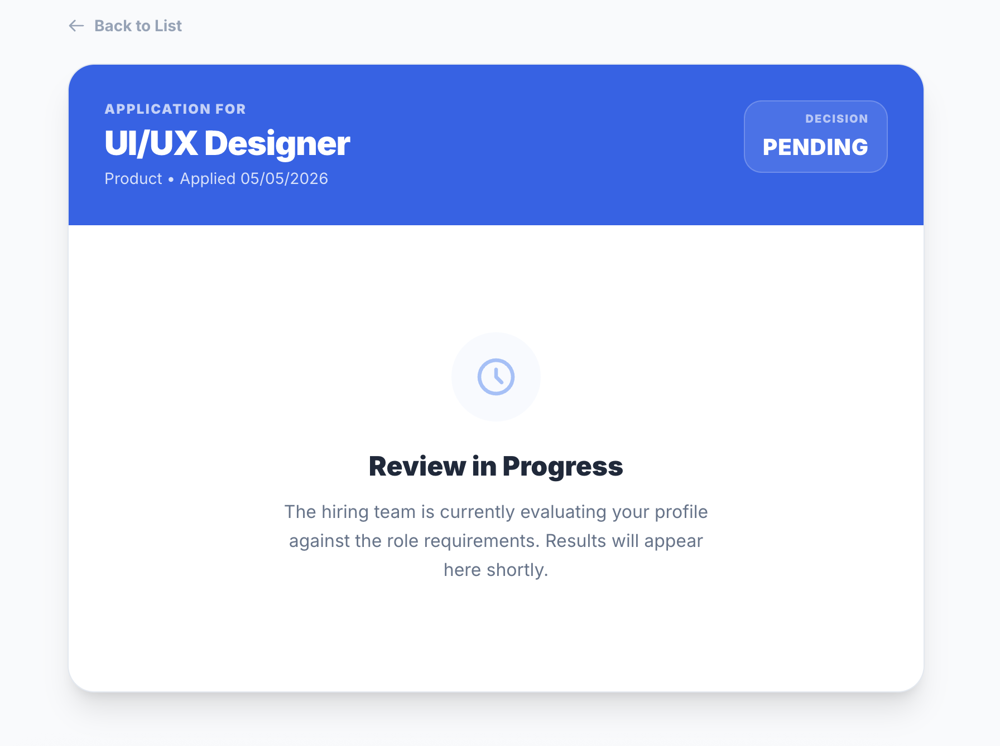 Back to List
APPLICATION FOR
UI/UX Designer
Product • Applied 05/05/2026
DECISION
PENDING
Review in Progress
The hiring team is currently evaluating your profile
against the role requirements. Results will appear
here shortly.